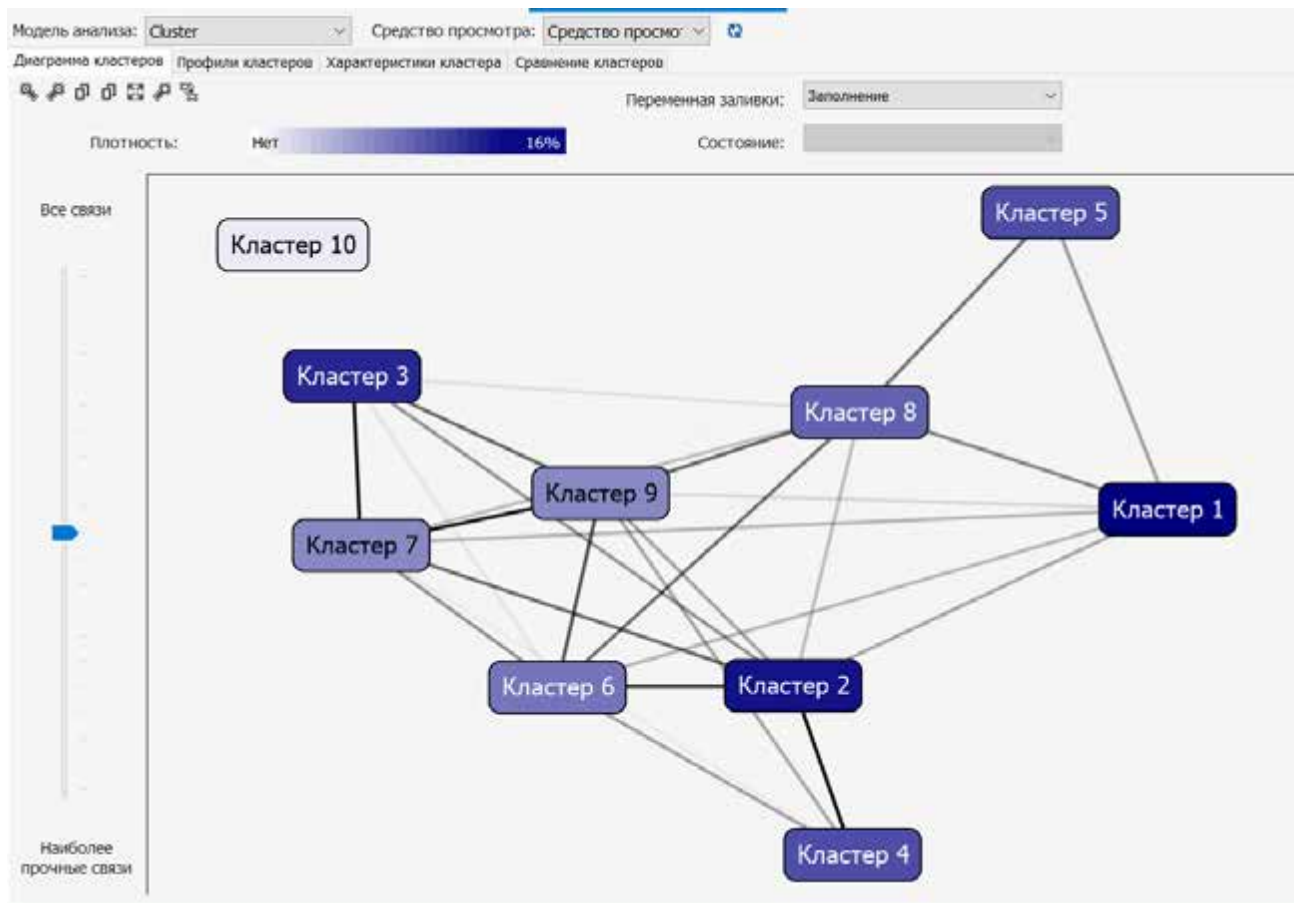 Модель анализа: Cluster Средство просмотра: Средство просмо
Диаграмма кластеров Профили кластеров Характеристики кластера Сравнение кластеров
Переменная заливки: Заполнение
Плотность: Нет 16% Состояние:
Все связи
Кластер 5
Кластер 10
Кластер 3
Кластер 8
Кластер 9
Кластер 1
Кластер 7
Кластер 6
Кластер 2
Кластер 4
Наиболее
прочные связи